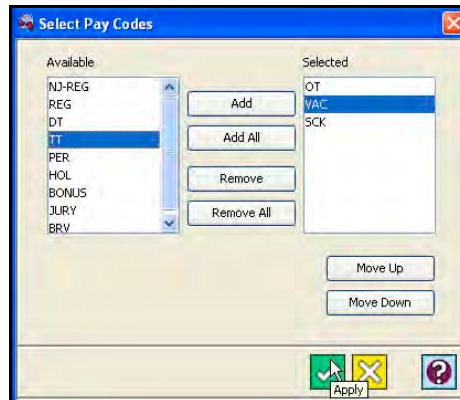 Select Pay Codes
Available
Selected
NJ-REG
REG
DT
TT
PER
HOL
BONUS
JURY
BRV
Add
Add All
Remove
Remove All
OT
VAC
SCK
Move Up
Move Down
?
Apply